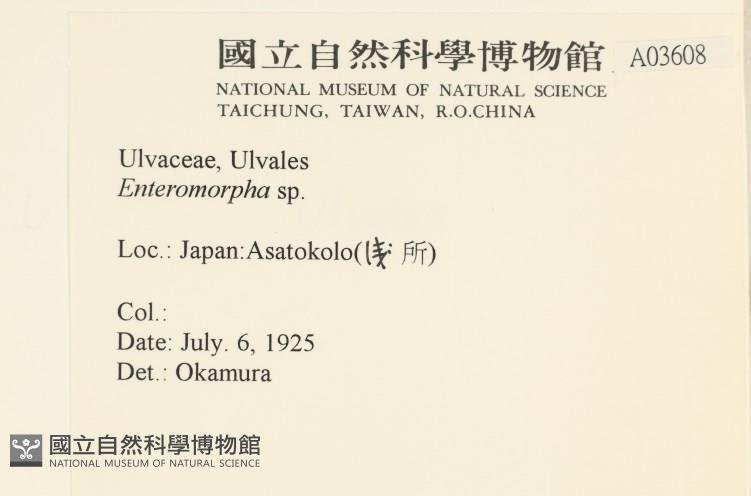 國立自然科學博物館 A03608
NATIONAL MUSEUM OF NATURAL SCIENCE
TAICHUNG, TAIWAN, R.O.CHINA
Ulvaceae, Ulvales
Enteromorpha sp.
Loc.: Japan:Asatokolo(浅所)
Col.:
Date: July. 6, 1925
Det.: Okamura
國立自然科學博物館
NATIONAL MUSEUM OF NATURAL SCIENCE